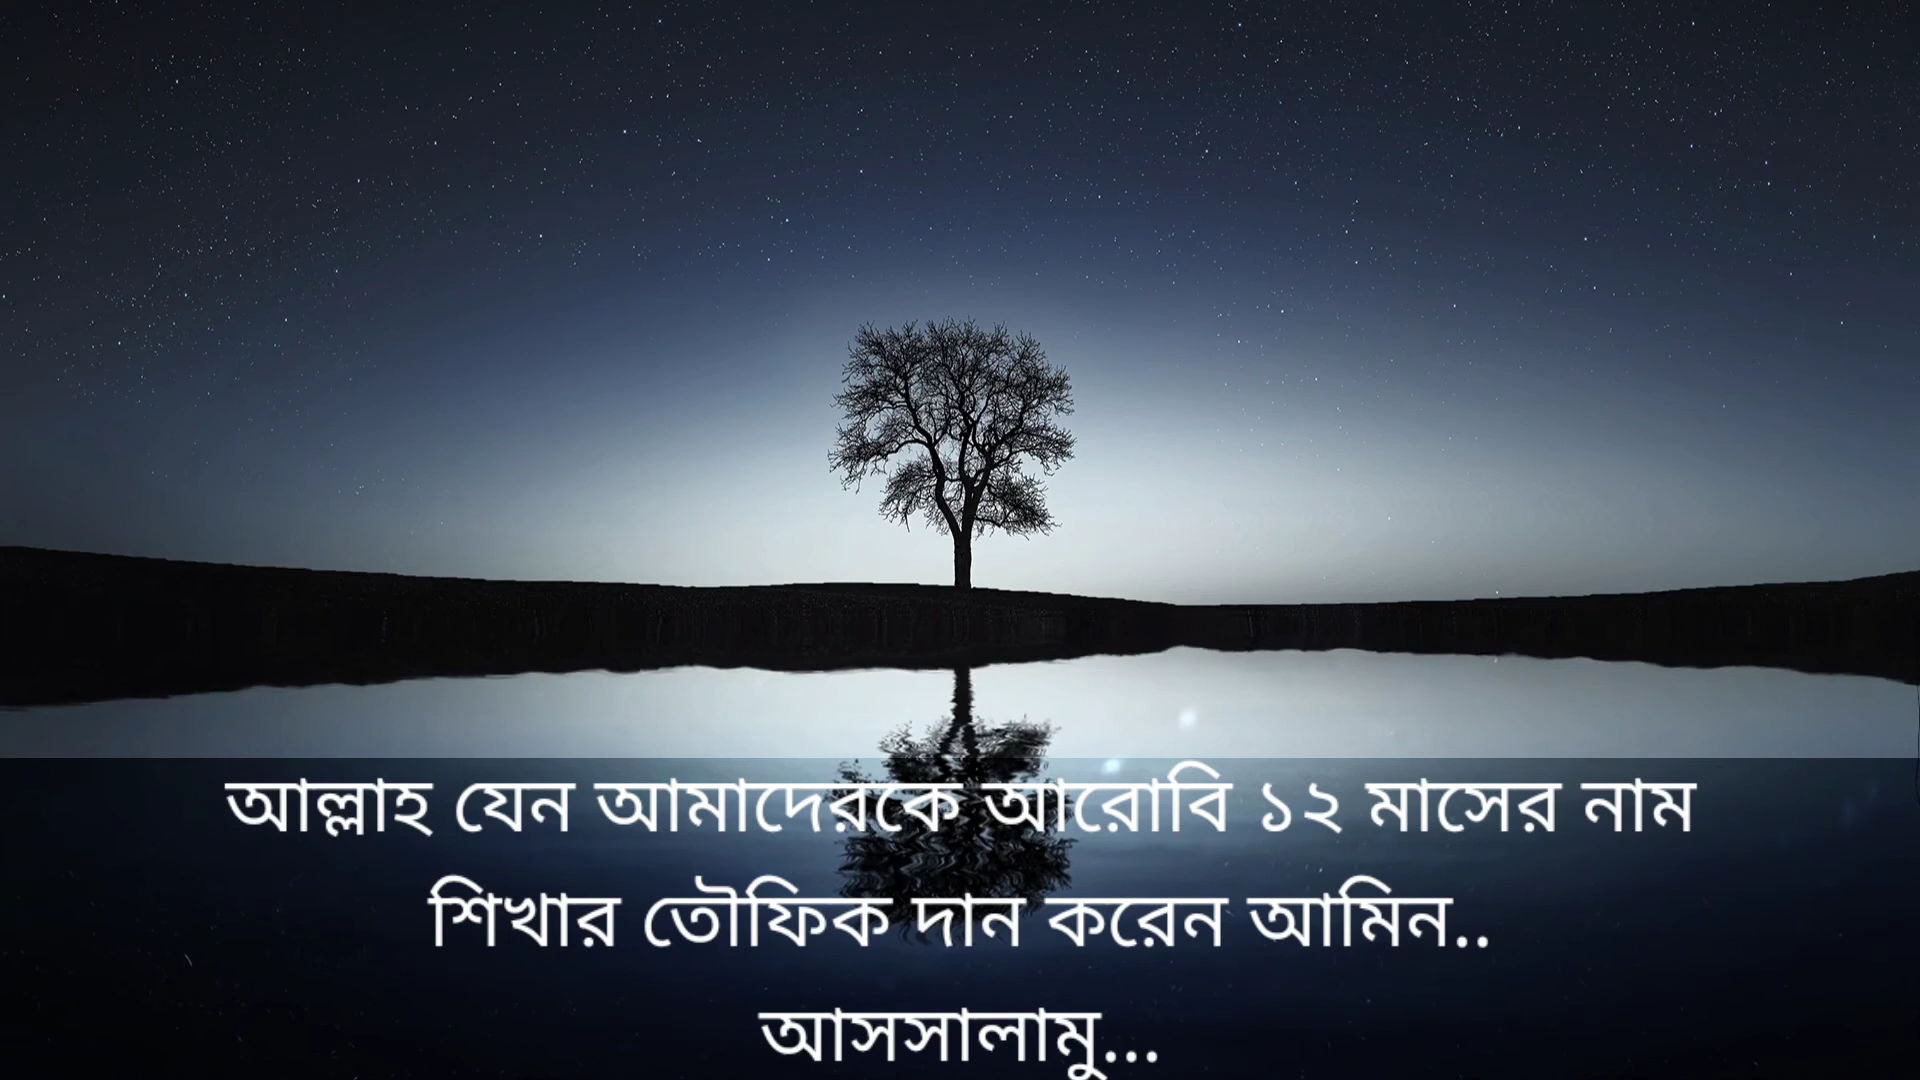 আল্লাহ যেন আমাদেরকে আরোবি ১২ মাসের নাম
শিখার তৌফিক দান করেন আমিন..
আসসালামু...